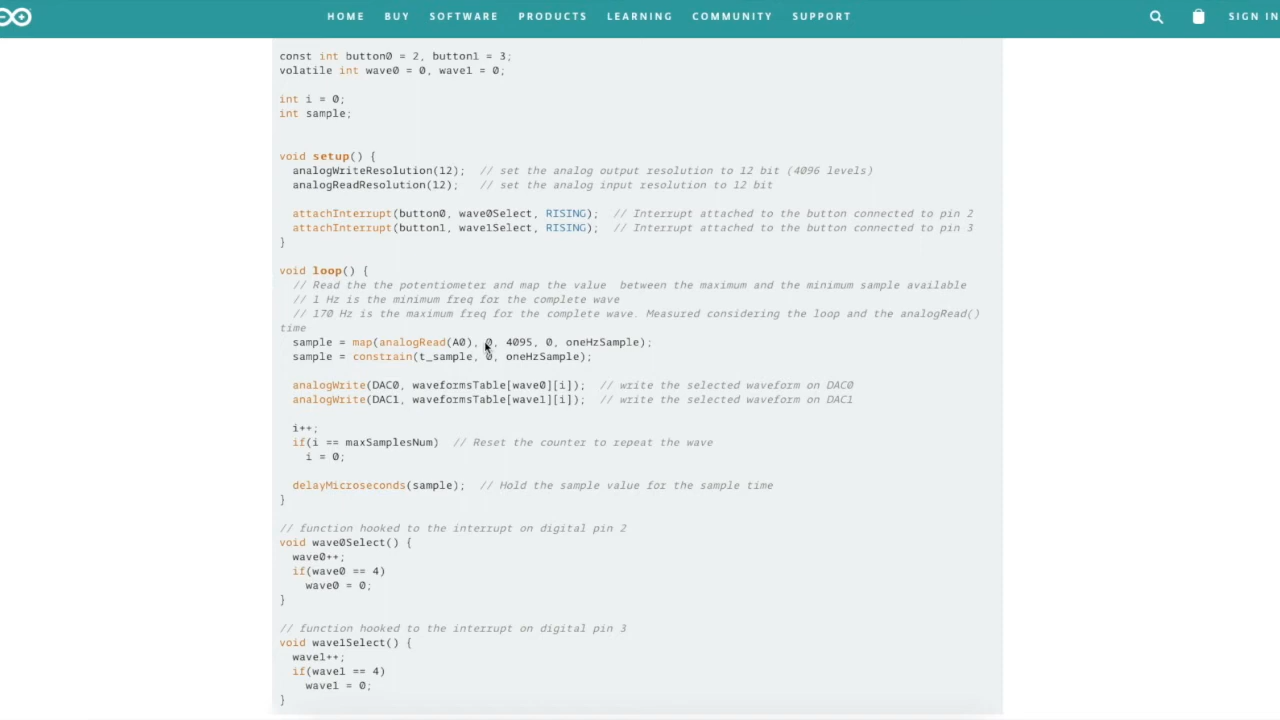 HOME BUY SOFTWARE PRODUCTS LEARNING COMMUNITY SUPPORT SIGN IN
const int button0 = 2, button1 = 3;
volatile int wave0 = 0, wave1 = 0;
int i = 0;
int sample;
void setup() {
analogWriteResolution(12);  // set the analog output resolution to 12 bit (4096 levels)
analogReadResolution(12);   // set the analog input resolution to 12 bit
attachInterrupt(button0, wave0Select, RISING);  // Interrupt attached to the button connected to pin 2
attachInterrupt(button1, wave1Select, RISING);  // Interrupt attached to the button connected to pin 3
}
void loop() {
// Read the the potentiometer and map the value  between the maximum and the minimum sample available
// 1 Hz is the minimum freq for the complete wave
// 170 Hz is the maximum freq for the complete wave. Measured considering the loop and the analogRead()
time
sample = map(analogRead(A0), 0, 4095, 0, oneHzSample);
sample = constrain(t_sample, 0, oneHzSample);
analogWrite(DAC0, waveformsTable[wave0][i]);  // write the selected waveform on DAC0
analogWrite(DAC1, waveformsTable[wave1][i]);  // write the selected waveform on DAC1
i++;
if(i == maxSamplesNum)  // Reset the counter to repeat the wave
i = 0;
delayMicroseconds(sample);  // Hold the sample value for the sample time
}
// function hooked to the interrupt on digital pin 2
void wave0Select() {
wave0++;
if(wave0 == 4)
wave0 = 0;
}
// function hooked to the interrupt on digital pin 3
void wave1Select() {
wave1++;
if(wave1 == 4)
wave1 = 0;
}